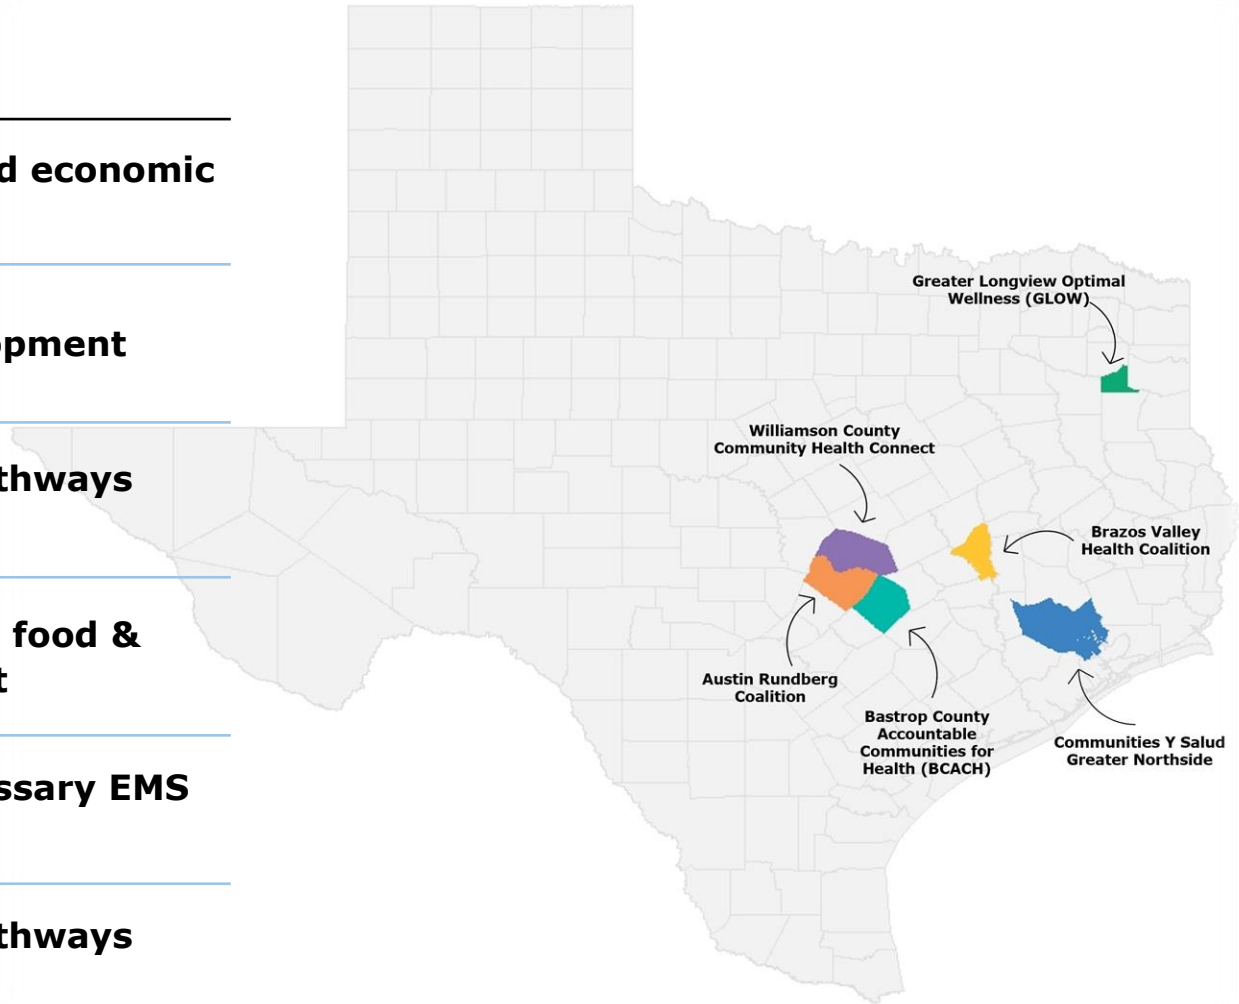 d economic
opment
thways
food &
t
ssary EMS
thways
Greater Longview Optimal
Wellness (GLOW)
Williamson County
Community Health Connect
Brazos Valley
Health Coalition
Austin Rundberg
Coalition
Bastrop County
Accountable
Communities for
Health (BCACH)
Communities Y Salud
Greater Northside